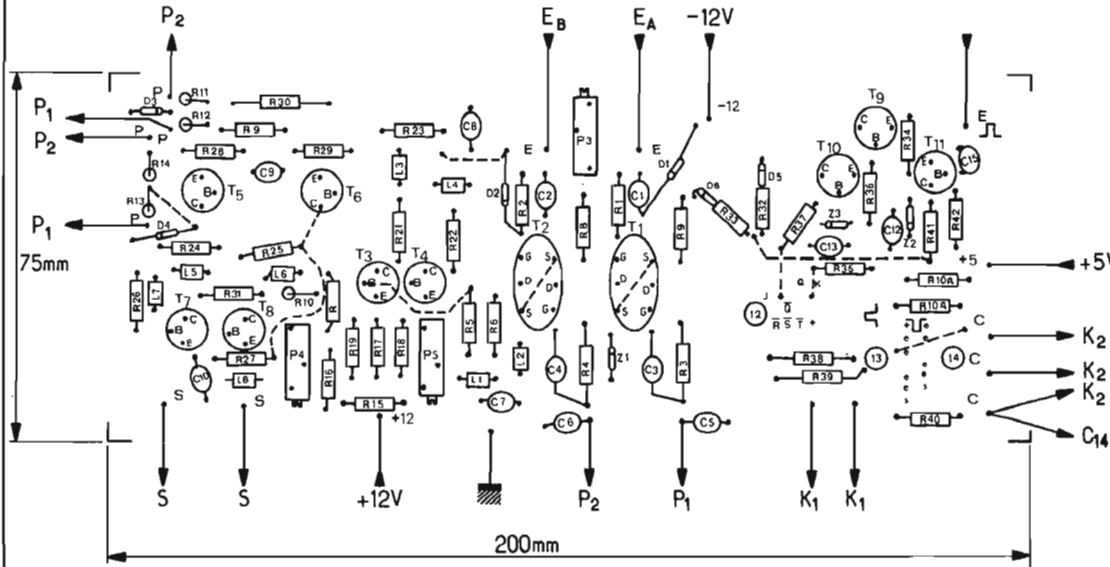 P2 EB EA -12V
P R11 -12 T9
D3 R30 C8 C E B E
P1 R12 R9 R23 P3 R34
P2 P P T10 T11 C15
R28 R29 E E D1
R14 C9 L3 C E B E C B
E B C T5 E B C T6 L4 D2 C2 C1 D6 D5 R36
R13 R2 R1 R33 R32 R37 Z3 R42
P1 P D4 R21 R22 T2 R8 T1 R9 C12 Z2 R41
R24 R25 C13
75mm L5 L6 T3 T4 G S G S R36 +5 +5V
R26 L7 C B E C B E D D D D Q K R10A
R31 R10 R S G S G J Q
T7 T8 R5 R6 12 R S T + R10A
C B E C B E P4 R19 R17 R18 P5 C K2
R27 L2 C4 R4 Z1 C3 R3 R38 13 14 C K2
C10 L8 R16 L1 R39 K2
S S R15 C7 C
+12 C6 C5 R40 C14
S S +12V P2 P1 K1 K1
200mm